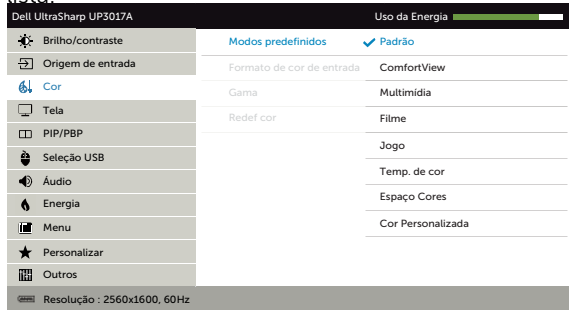 lista.
Dell UltraSharp UP3017A Uso da Energia
Brilho/contraste Modos predefinidos Padrão
Origem de entrada Formato de cor de entrada ComfortView
Cor Gama Multimídia
Tela Redef cor Filme
PIP/PBP Jogo
Seleção USB Temp. de cor
Áudio Espaço Cores
Energia Cor Personalizada
Menu
Personalizar
Outros
Resolução : 2560x1600, 60Hz